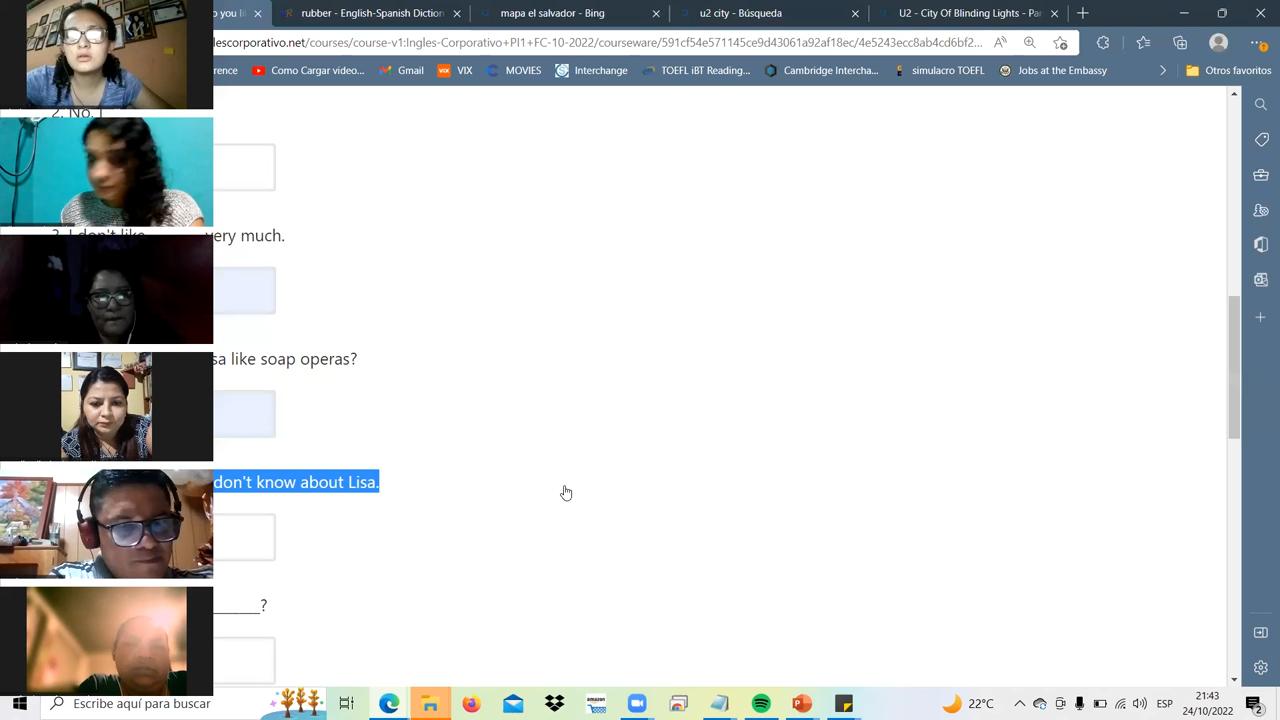 o you li
rubber - English-Spanish Diction
mapa el salvador - Bing
u2 city - Búsqueda
U2 - City Of Blinding Lights - Pa
lescorporativo.net/courses/course-v1:Ingles-Corporativo+PI1+FC-10-2022/courseware/591cf54e571145ce9d43061a92af18ec/4e5243ecc8ab4cd6bf2...
rence
Como Cargar video...
Gmail
VIX
MOVIES
Interchange
TOEFL iBT Reading...
Cambridge Intercha...
simulacro TOEFL
Jobs at the Embassy
Otros favoritos
2. No, I
3. I don't like ______ very much.
sa like soap operas?
don't know about Lisa.
______?
Escribe aquí para buscar
22°C
ESP
21:43
24/10/2022
2